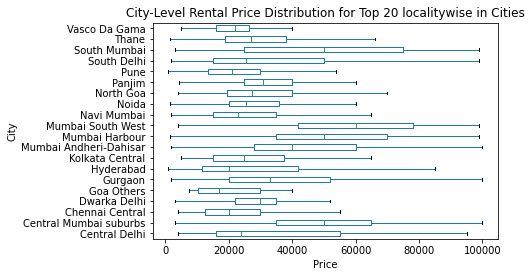 City-Level Rental Price Distribution for Top 20 localitywise in Cities
Vasco Da Gama
Thane
South Mumbai
South Delhi
Pune
Panjim
North Goa
Noida
Navi Mumbai
Mumbai South West
Mumbai Harbour
Mumbai Andheri-Dahisar
Kolkata Central
Hyderabad
Gurgaon
Goa Others
Dwarka Delhi
Chennai Central
Central Mumbai suburbs
Central Delhi
City
0 20000 40000 60000 80000 100000
Price